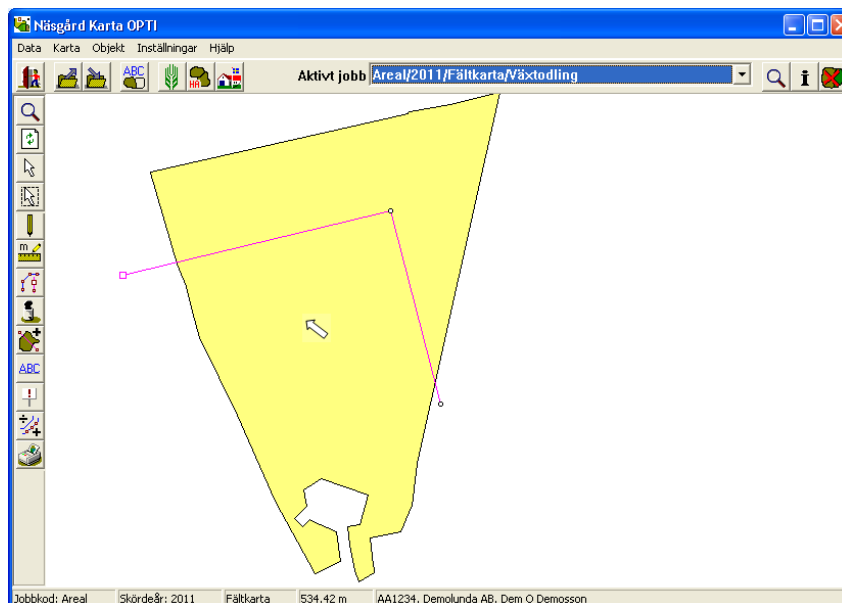 Näsgård Karta OPTI
Data Karta Objekt Inställningar Hjälp
ABC HA Aktivt jobb Areal/2011/Fältkarta/Växtodling i
m
ABC
Jobbkod: Areal Skördeår: 2011 Fältkarta 534.42 m AA1234, Demolunda AB, Dem O Demosson